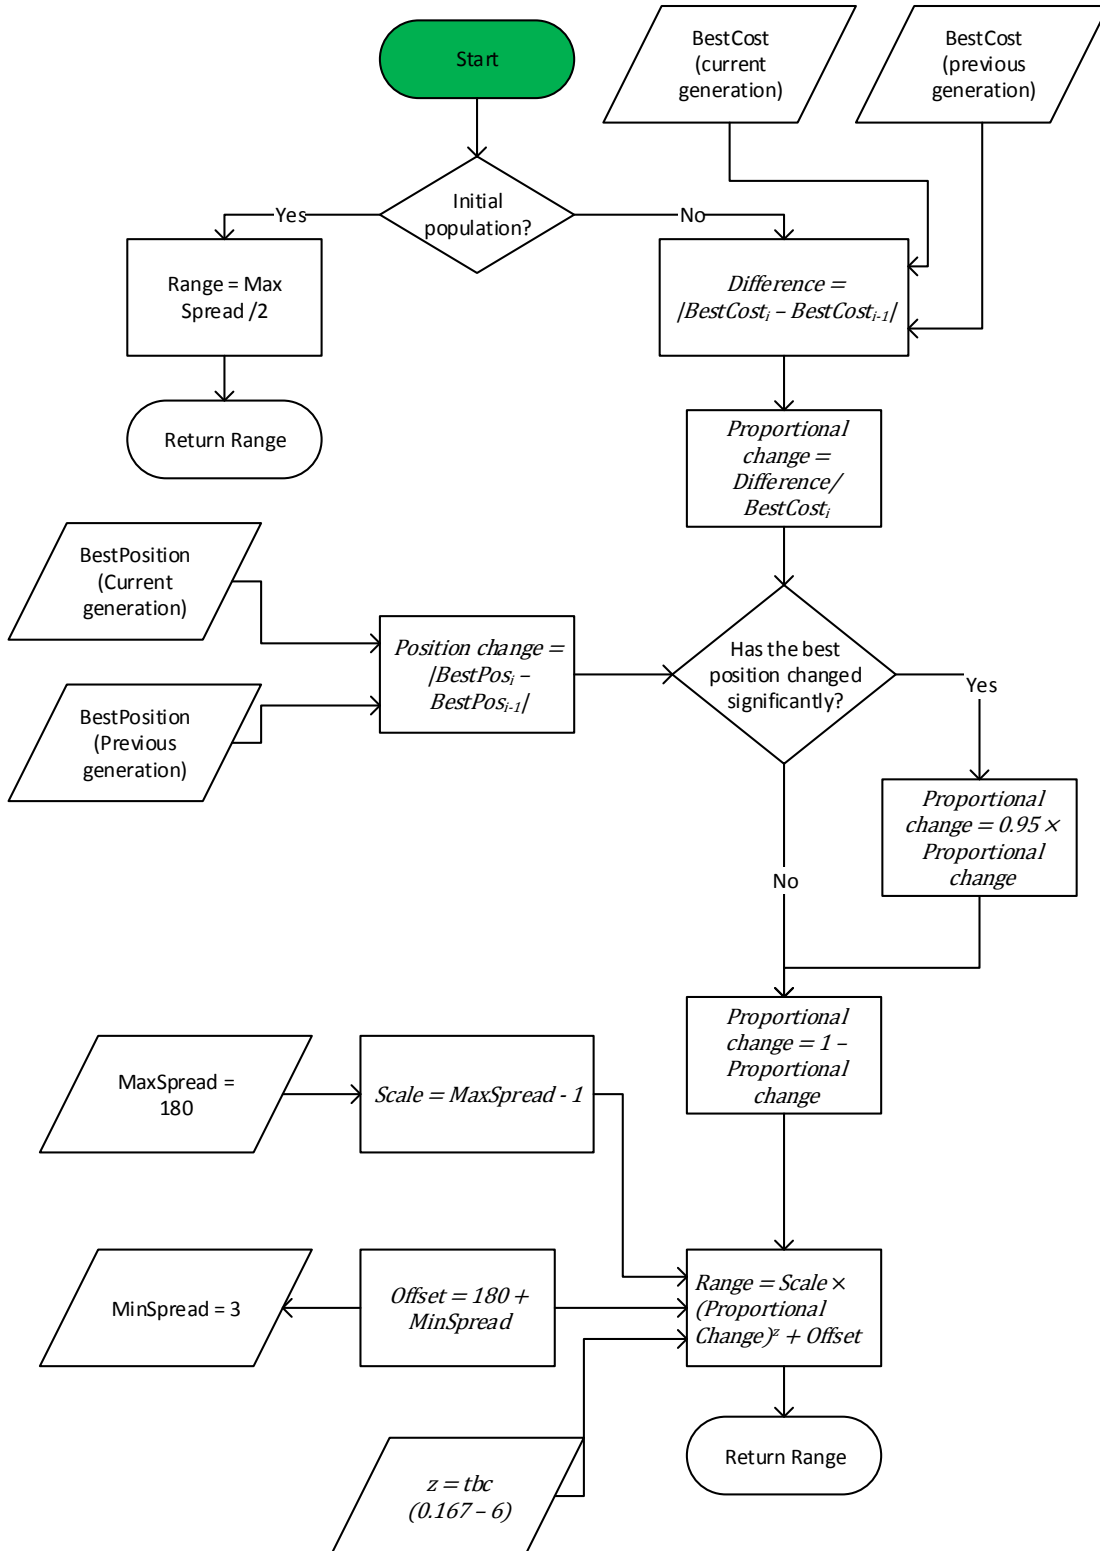 Start
BestCost
(current
generation)
BestCost
(previous
generation)
Initial
population?
Yes
No
Range = Max
Spread /2
Difference =
|BestCostᵢ – BestCostᵢ₋₁|
Return Range
Proportional
change =
Difference/
BestCostᵢ
BestPosition
(Current
generation)
Position change =
|BestPosᵢ –
BestPosᵢ₋₁|
Has the best
position changed
significantly?
Yes
BestPosition
(Previous
generation)
Proportional
change = 0.95 ×
Proportional
change
No
Proportional
change = 1 –
Proportional
change
MaxSpread =
180
Scale = MaxSpread - 1
MinSpread = 3
Offset = 180 +
MinSpread
Range = Scale ×
(Proportional
Change)ᶻ + Offset
z = tbc
(0.167 – 6)
Return Range